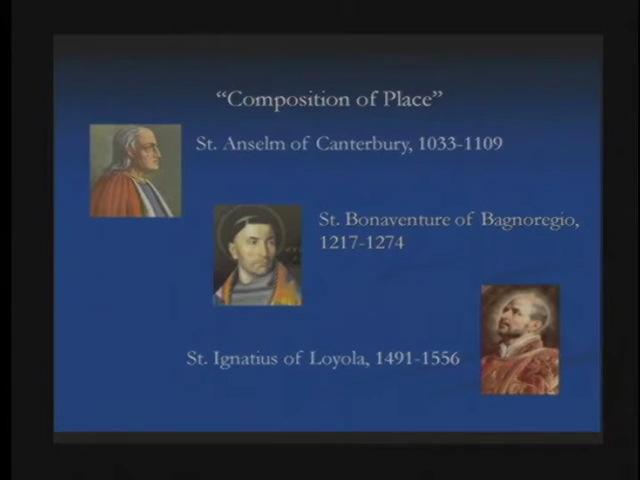 “Composition of Place”
St. Anselm of Canterbury, 1033-1109
St. Bonaventure of Bagnoregio,
1217-1274
St. Ignatius of Loyola, 1491-1556